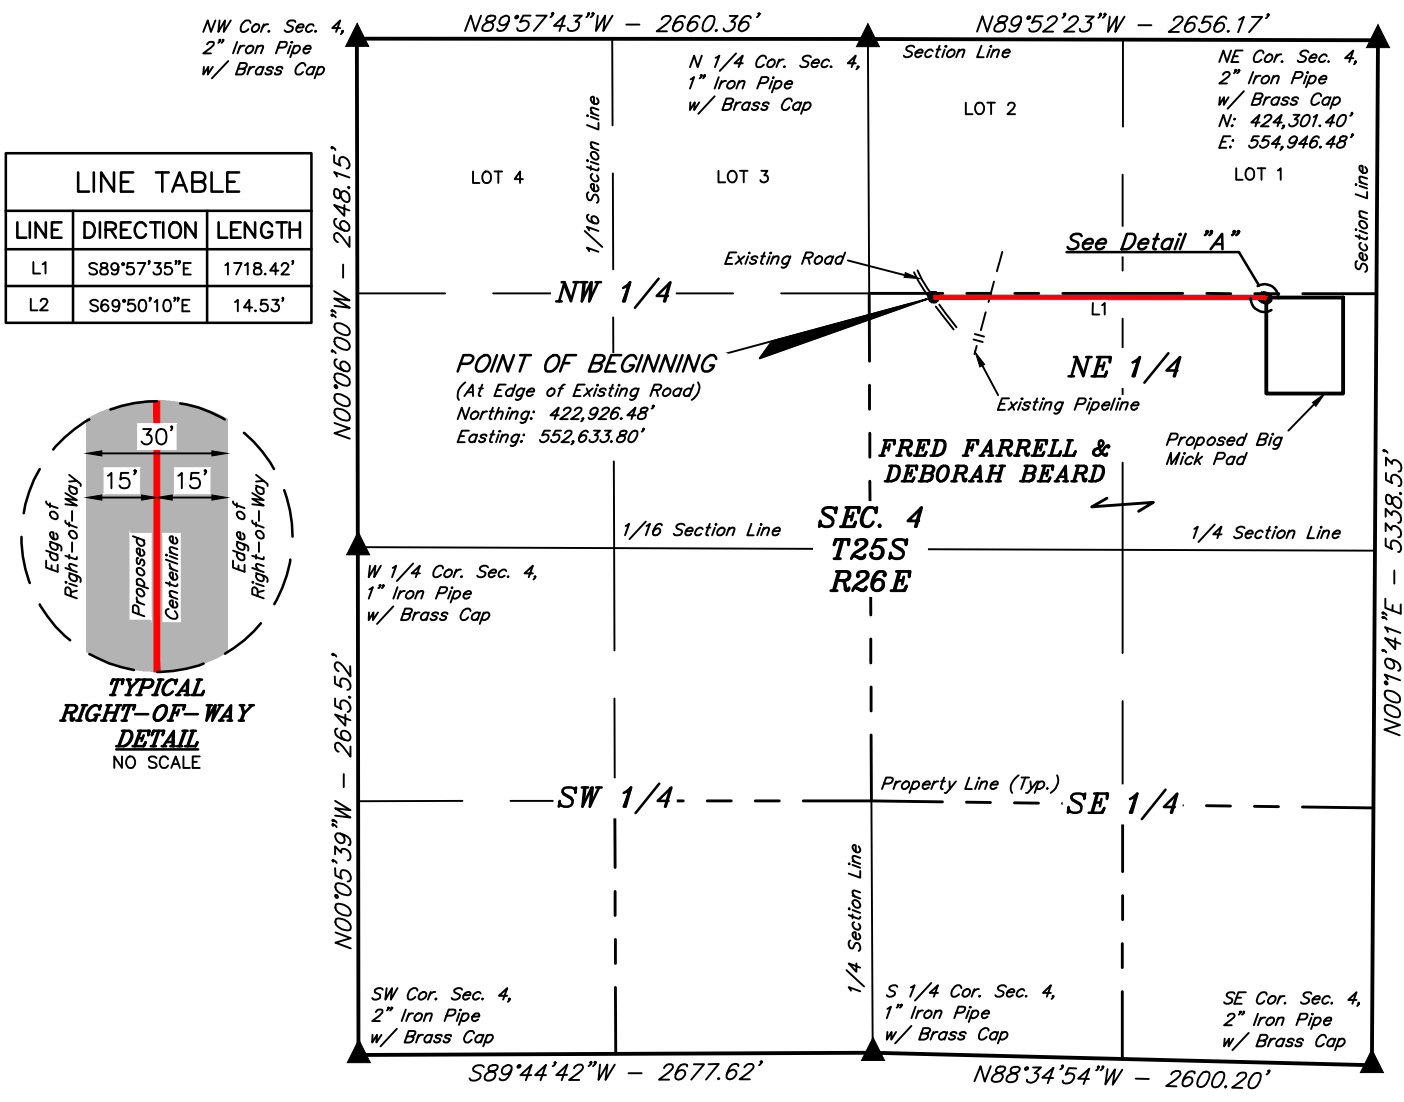 N89°57'43"W - 2660.36'
N89°52'23"W - 2656.17'
NW Cor. Sec. 4,
2" Iron Pipe
w/ Brass Cap
N 1/4 Cor. Sec. 4,
1" Iron Pipe
w/ Brass Cap
Section Line
NE Cor. Sec. 4,
2" Iron Pipe
w/ Brass Cap
N: 424,301.40'
E: 554,946.48'
LOT 2
LOT 4
LOT 3
LOT 1
1/16 Section Line
Section Line
LINE TABLE
LINE DIRECTION LENGTH
L1 S89°57'35"E 1718.42'
L2 S69°50'10"E 14.53'
N00°06'00"W - 2648.15'
See Detail "A"
Existing Road
NW 1/4
L1
POINT OF BEGINNING
(At Edge of Existing Road)
Northing: 422,926.48'
Easting: 552,633.80'
NE 1/4
Existing Pipeline
Proposed Big
Mick Pad
FRED FARRELL &
DEBORAH BEARD
30'
15' 15'
Edge of
Right-of-Way
Proposed
Centerline
Edge of
Right-of-Way
TYPICAL
RIGHT-OF-WAY
DETAIL
NO SCALE
1/16 Section Line
SEC. 4
T25S
R26E
1/4 Section Line
N00°19'41"E - 5338.53'
W 1/4 Cor. Sec. 4,
1" Iron Pipe
w/ Brass Cap
N00°05'39"W - 2645.52'
SW 1/4
Property Line (Typ.)
SE 1/4
1/4 Section Line
SW Cor. Sec. 4,
2" Iron Pipe
w/ Brass Cap
S 1/4 Cor. Sec. 4,
1" Iron Pipe
w/ Brass Cap
SE Cor. Sec. 4,
2" Iron Pipe
w/ Brass Cap
S89°44'42"W - 2677.62'
N88°34'54"W - 2600.20'